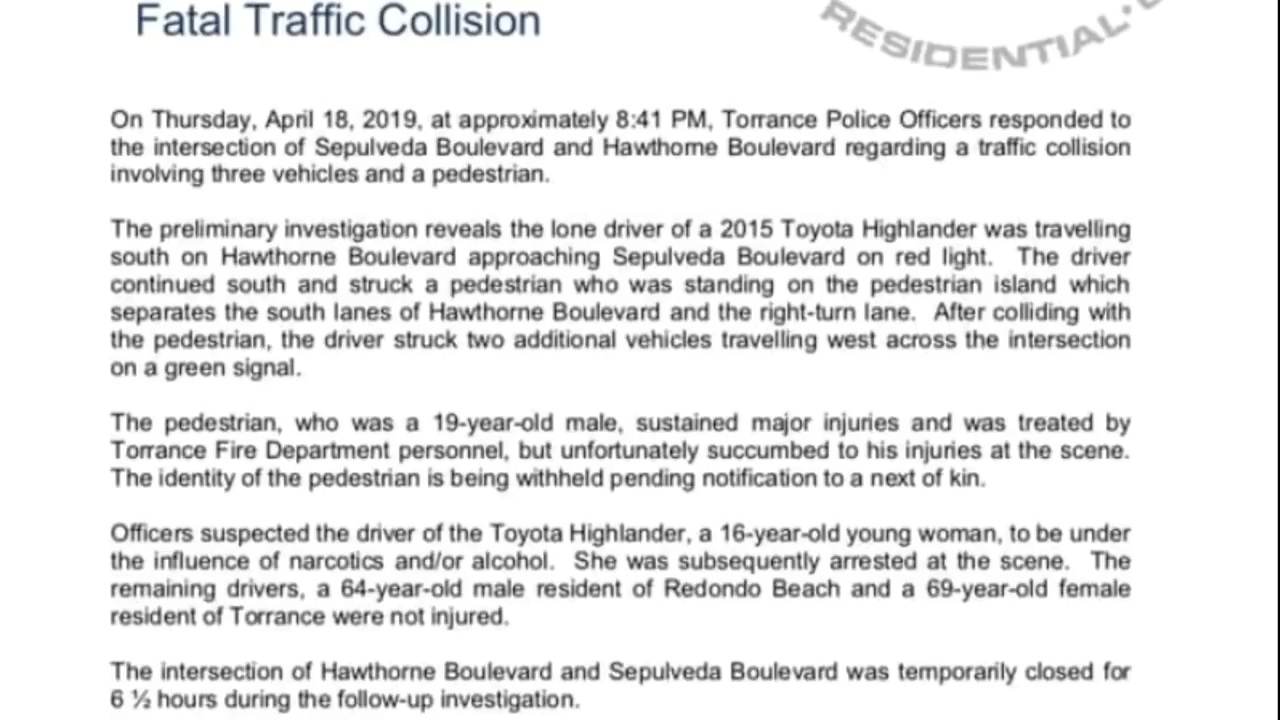 Fatal Traffic Collision
RESIDENTIAL
On Thursday, April 18, 2019, at approximately 8:41 PM, Torrance Police Officers responded to
the intersection of Sepulveda Boulevard and Hawthorne Boulevard regarding a traffic collision
involving three vehicles and a pedestrian.
The preliminary investigation reveals the lone driver of a 2015 Toyota Highlander was travelling
south on Hawthorne Boulevard approaching Sepulveda Boulevard on red light. The driver
continued south and struck a pedestrian who was standing on the pedestrian island which
separates the south lanes of Hawthorne Boulevard and the right-turn lane. After colliding with
the pedestrian, the driver struck two additional vehicles travelling west across the intersection
on a green signal.
The pedestrian, who was a 19-year-old male, sustained major injuries and was treated by
Torrance Fire Department personnel, but unfortunately succumbed to his injuries at the scene.
The identity of the pedestrian is being withheld pending notification to a next of kin.
Officers suspected the driver of the Toyota Highlander, a 16-year-old young woman, to be under
the influence of narcotics and/or alcohol. She was subsequently arrested at the scene. The
remaining drivers, a 64-year-old male resident of Redondo Beach and a 69-year-old female
resident of Torrance were not injured.
The intersection of Hawthorne Boulevard and Sepulveda Boulevard was temporarily closed for
6 ½ hours during the follow-up investigation.